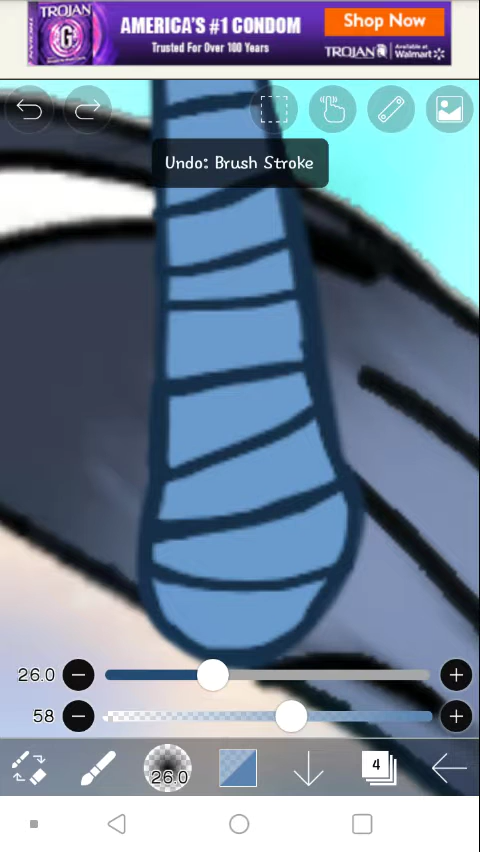 TROJAN
G
AMERICA'S #1 CONDOM
Trusted For Over 100 Years
Shop Now
TROJAN
Available at
Walmart
Undo: Brush Stroke
26.0
58
26.0
4